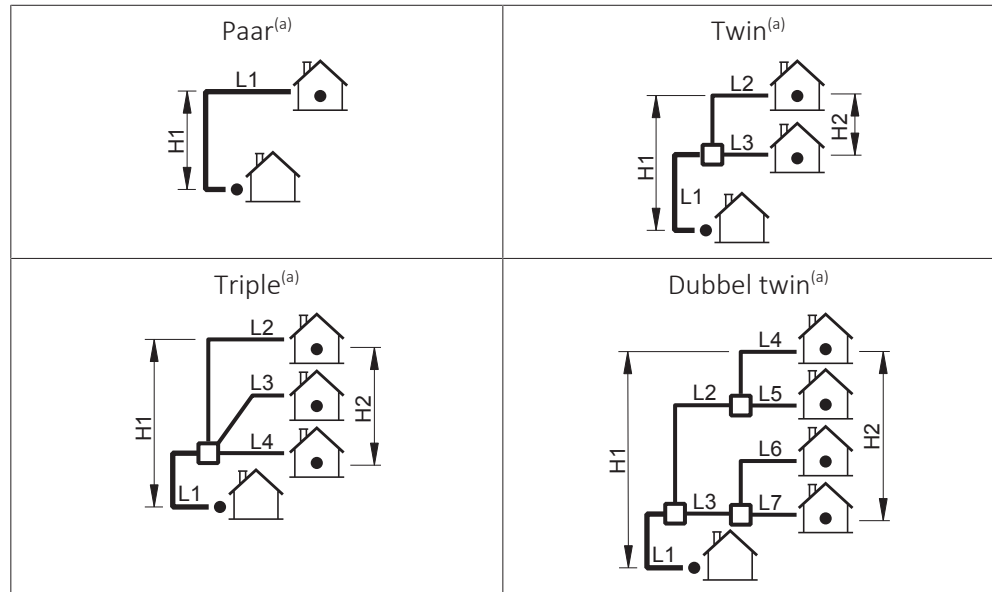 Paar(a)
L1
H1
Twin(a)
L2
L3
H2
H1
L1
Triple(a)
L2
L3
L4
H2
H1
L1
Dubbel twin(a)
L4
L2
L5
L6
L3
L7
H2
H1
L1